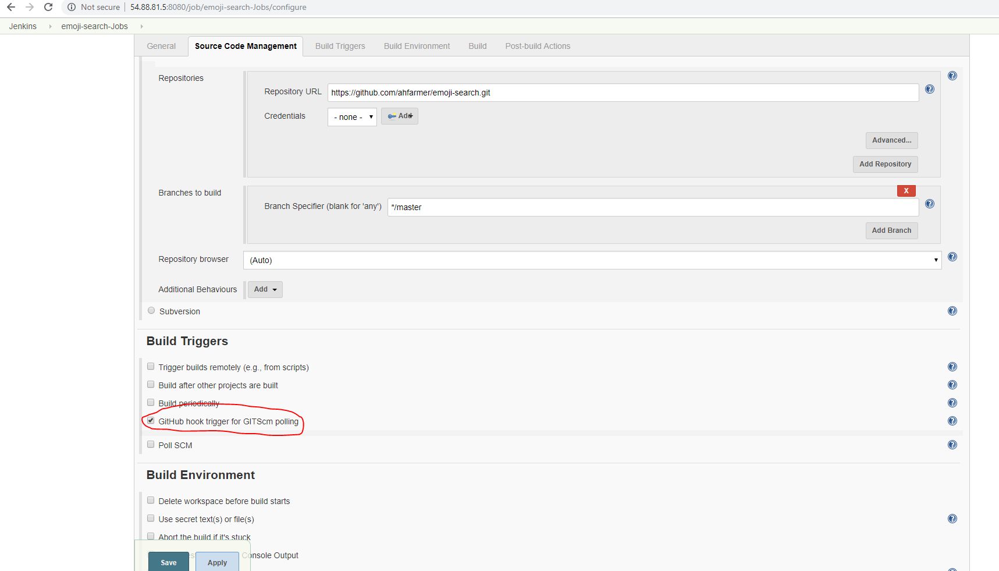 Not secure | 54.88.81.5:8080/job/emoji-search-Jobs/configure
Jenkins emoji-search-Jobs
General Source Code Management Build Triggers Build Environment Build Post-build Actions
Repositories
Repository URL https://github.com/ahfarmer/emoji-search.git
Credentials - none - Add
Advanced...
Add Repository
Branches to build
X
Branch Specifier (blank for 'any') */master
Add Branch
Repository browser (Auto)
Additional Behaviours Add
Subversion
Build Triggers
Trigger builds remotely (e.g., from scripts)
Build after other projects are built
Build periodically
GitHub hook trigger for GITScm polling
Poll SCM
Build Environment
Delete workspace before build starts
Use secret text(s) or file(s)
Abort the build if it's stuck
Console Output
Save Apply